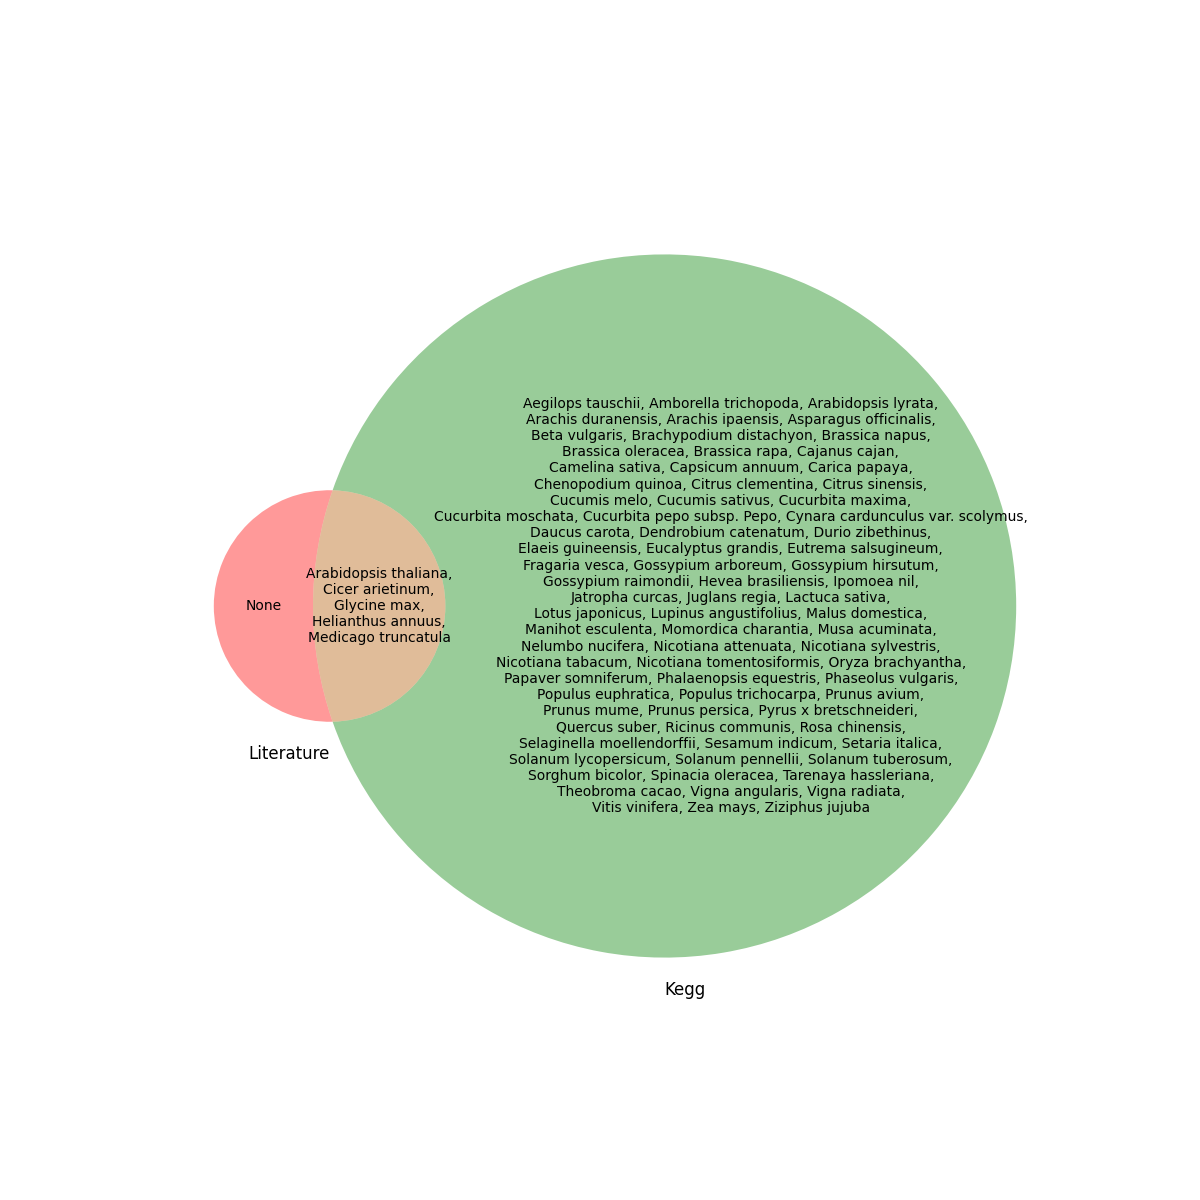 None
Arabidopsis thaliana,
Cicer arietinum,
Glycine max,
Helianthus annuus,
Medicago truncatula
Aegilops tauschii, Amborella trichopoda, Arabidopsis lyrata,
Arachis duranensis, Arachis ipaensis, Asparagus officinalis,
Beta vulgaris, Brachypodium distachyon, Brassica napus,
Brassica oleracea, Brassica rapa, Cajanus cajan,
Camelina sativa, Capsicum annuum, Carica papaya,
Chenopodium quinoa, Citrus clementina, Citrus sinensis,
Cucumis melo, Cucumis sativus, Cucurbita maxima,
Cucurbita moschata, Cucurbita pepo subsp. Pepo, Cynara cardunculus var. scolymus,
Daucus carota, Dendrobium catenatum, Durio zibethinus,
Elaeis guineensis, Eucalyptus grandis, Eutrema salsugineum,
Fragaria vesca, Gossypium arboreum, Gossypium hirsutum,
Gossypium raimondii, Hevea brasiliensis, Ipomoea nil,
Jatropha curcas, Juglans regia, Lactuca sativa,
Lotus japonicus, Lupinus angustifolius, Malus domestica,
Manihot esculenta, Momordica charantia, Musa acuminata,
Nelumbo nucifera, Nicotiana attenuata, Nicotiana sylvestris,
Nicotiana tabacum, Nicotiana tomentosiformis, Oryza brachyantha,
Papaver somniferum, Phalaenopsis equestris, Phaseolus vulgaris,
Populus euphratica, Populus trichocarpa, Prunus avium,
Prunus mume, Prunus persica, Pyrus x bretschneideri,
Quercus suber, Ricinus communis, Rosa chinensis,
Selaginella moellendorffii, Sesamum indicum, Setaria italica,
Solanum lycopersicum, Solanum pennellii, Solanum tuberosum,
Sorghum bicolor, Spinacia oleracea, Tarenaya hassleriana,
Theobroma cacao, Vigna angularis, Vigna radiata,
Vitis vinifera, Zea mays, Ziziphus jujuba
Literature
Kegg